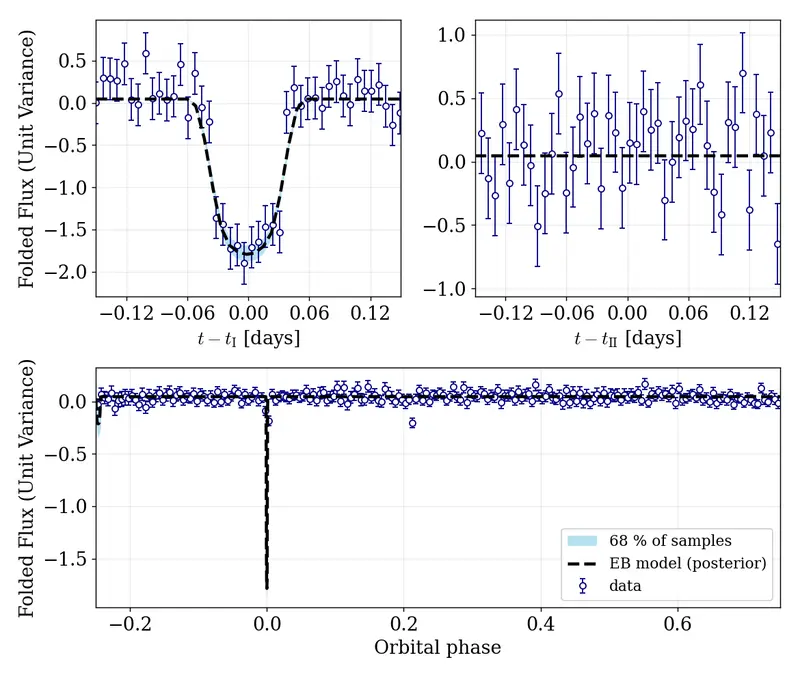 Folded Flux (Unit Variance)
0.5
0.0
−0.5
−1.0
−1.5
−2.0
−0.12 −0.06 0.00 0.06 0.12
t − t_I [days]
1.0
0.5
0.0
−0.5
−1.0
−0.12 −0.06 0.00 0.06 0.12
t − t_II [days]
Folded Flux (Unit Variance)
0.0
−0.5
−1.0
−1.5
−0.2 0.0 0.2 0.4 0.6
Orbital phase
68 % of samples
EB model (posterior)
data